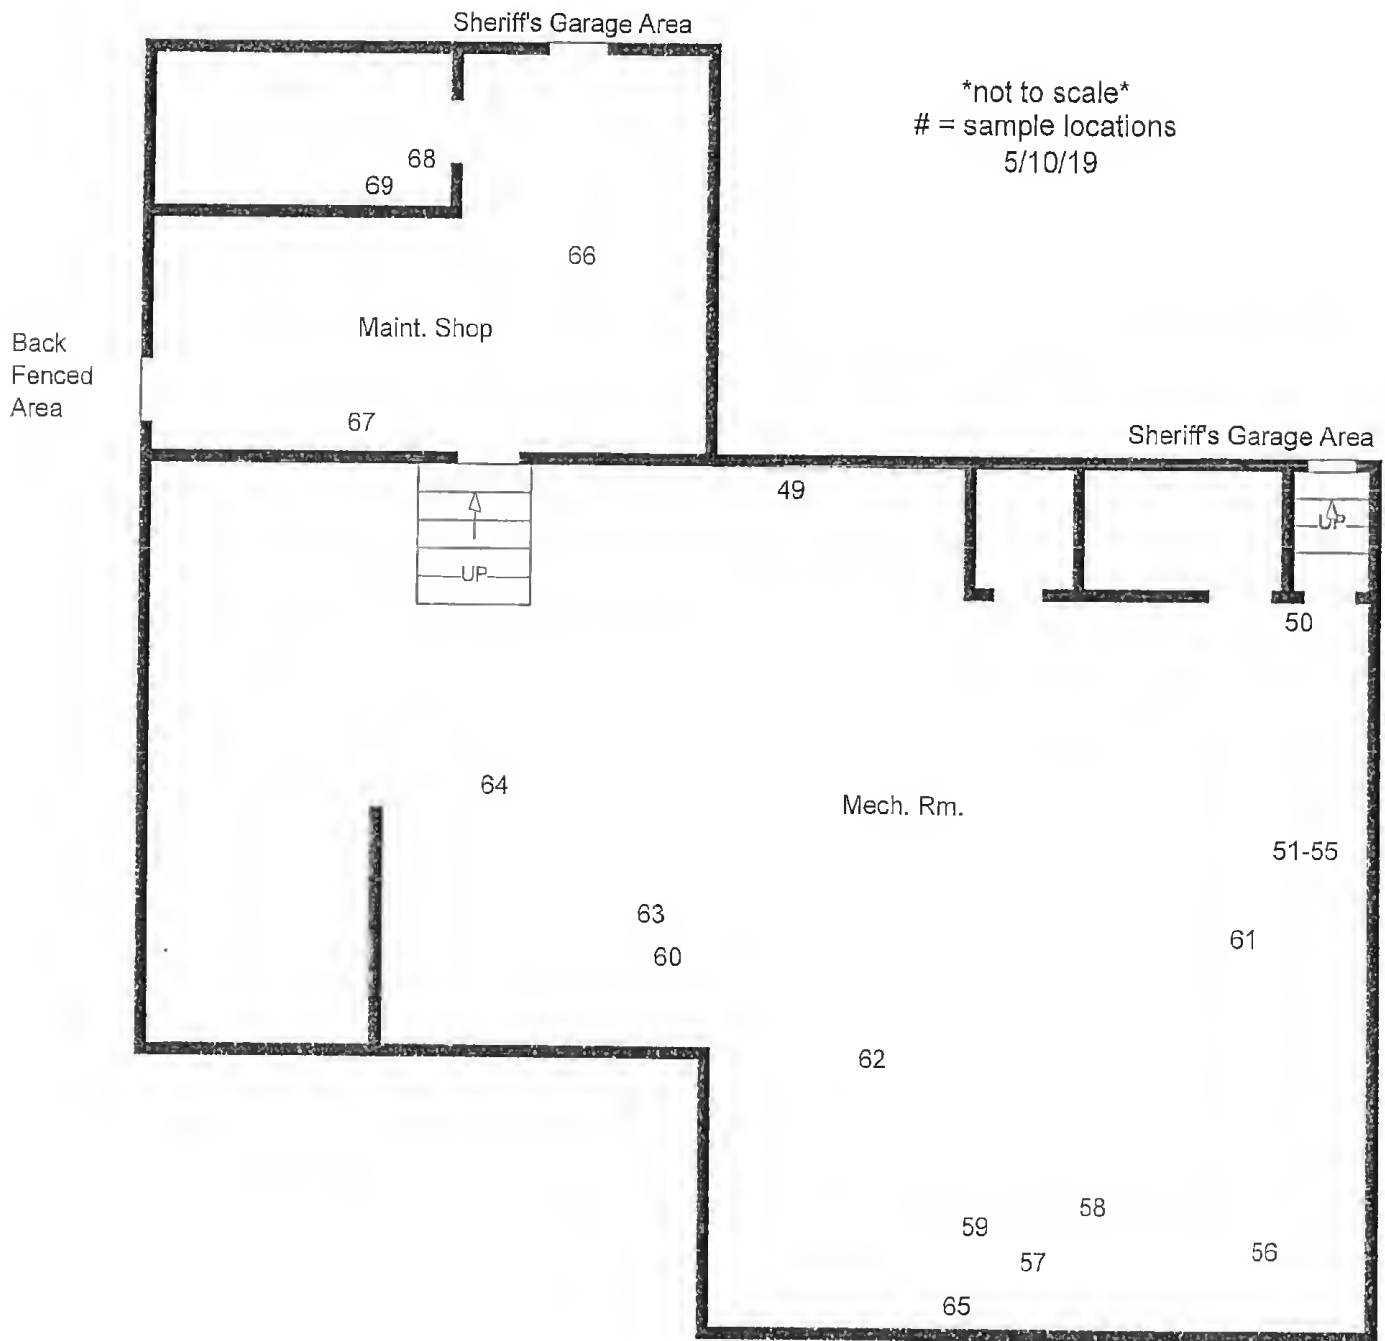 Sheriff's Garage Area
*not to scale*
# = sample locations
5/10/19
68
69
66
Maint. Shop
Back
Fenced
Area
67
Sheriff's Garage Area
49
UP
UP
50
64
Mech. Rm.
51-55
63
61
60
62
58
59
56
57
65